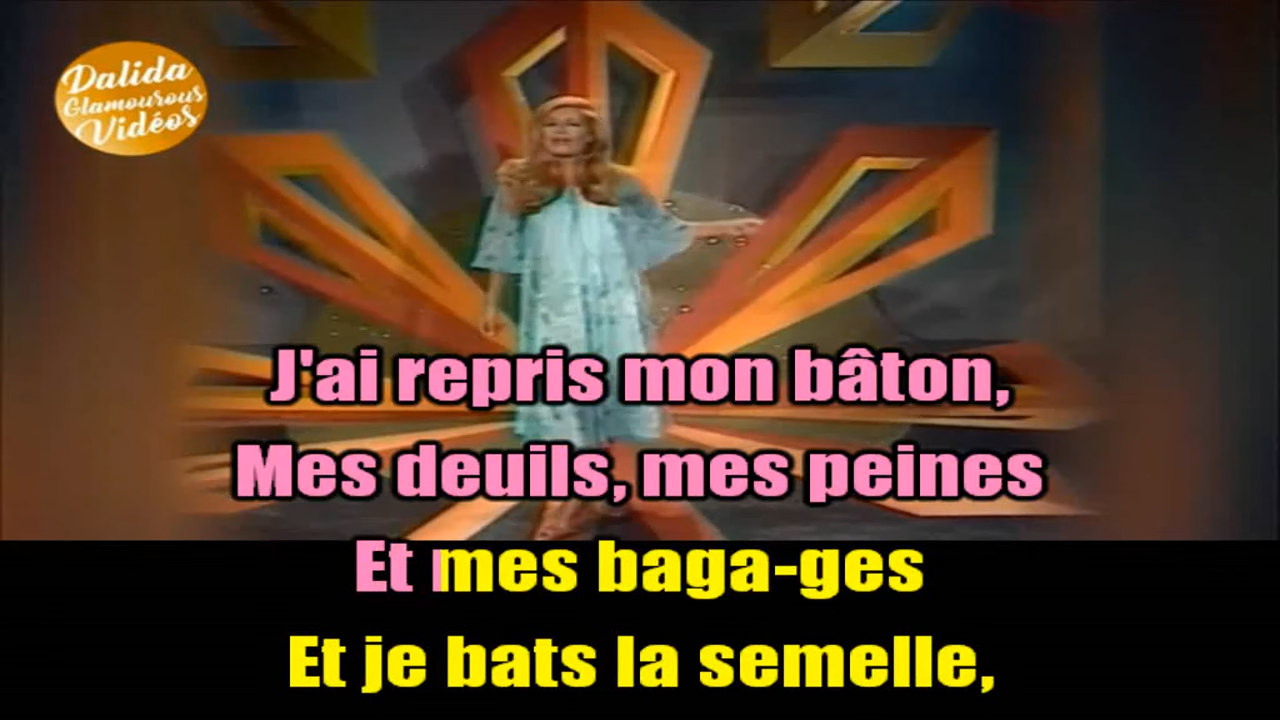 Dalida
Glamourous
Vidéos
J'ai repris mon bâton,
Mes deuils, mes peines
Et mes baga-ges
Et je bats la semelle,